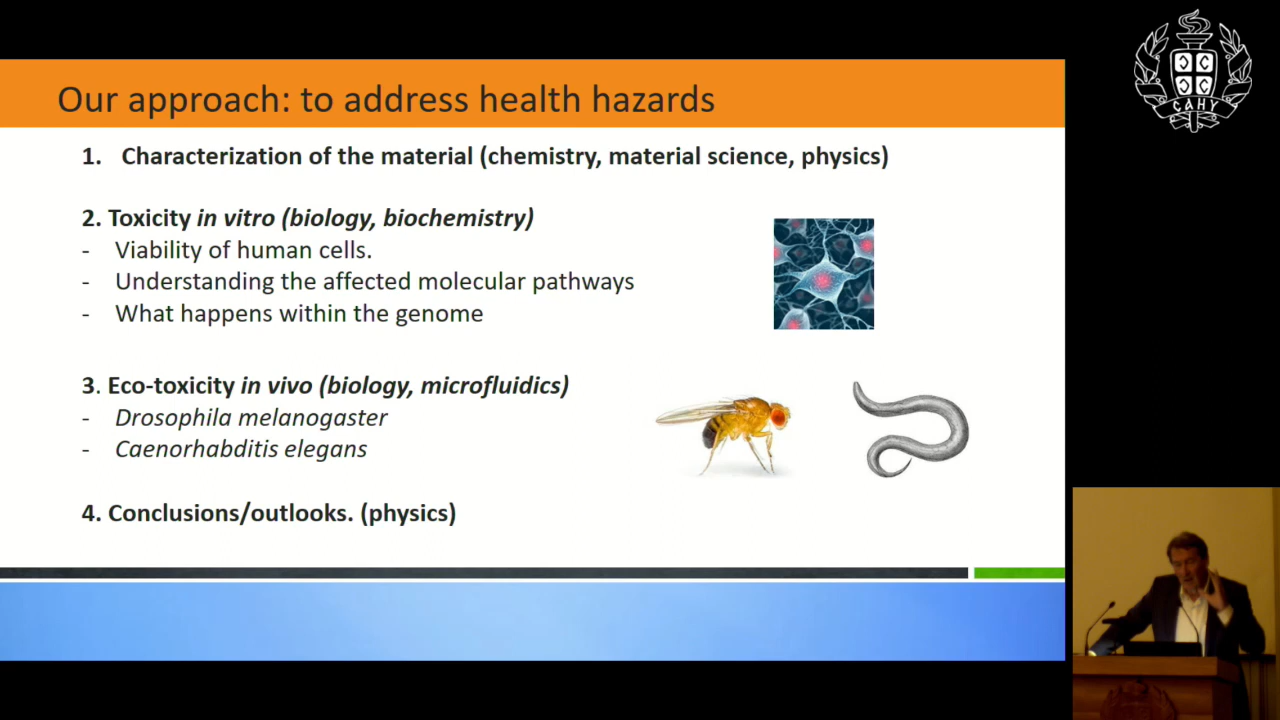 Our approach: to address health hazards
1. Characterization of the material (chemistry, material science, physics)
2. Toxicity in vitro (biology, biochemistry)
- Viability of human cells.
- Understanding the affected molecular pathways
- What happens within the genome
3. Eco-toxicity in vivo (biology, microfluidics)
- Drosophila melanogaster
- Caenorhabditis elegans
4. Conclusions/outlooks. (physics)
САНУ